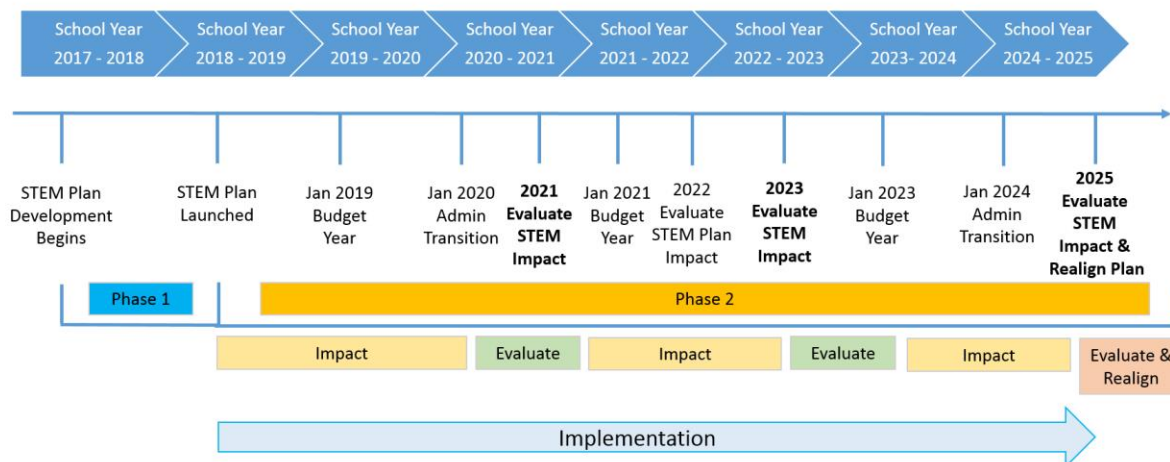 School Year
2017 - 2018
School Year
2018 - 2019
School Year
2019 - 2020
School Year
2020 - 2021
School Year
2021 - 2022
School Year
2022 - 2023
School Year
2023- 2024
School Year
2024 - 2025
STEM Plan
Development
Begins
STEM Plan
Launched
Jan 2019
Budget
Year
Jan 2020
Admin
Transition
2021
Evaluate
STEM
Impact
Jan 2021
Budget
Year
2022
Evaluate
STEM Plan
Impact
2023
Evaluate
STEM
Impact
Jan 2023
Budget
Year
Jan 2024
Admin
Transition
2025
Evaluate
STEM
Impact &
Realign Plan
Phase 1
Phase 2
Impact
Evaluate
Impact
Evaluate
Impact
Evaluate &
Realign
Implementation